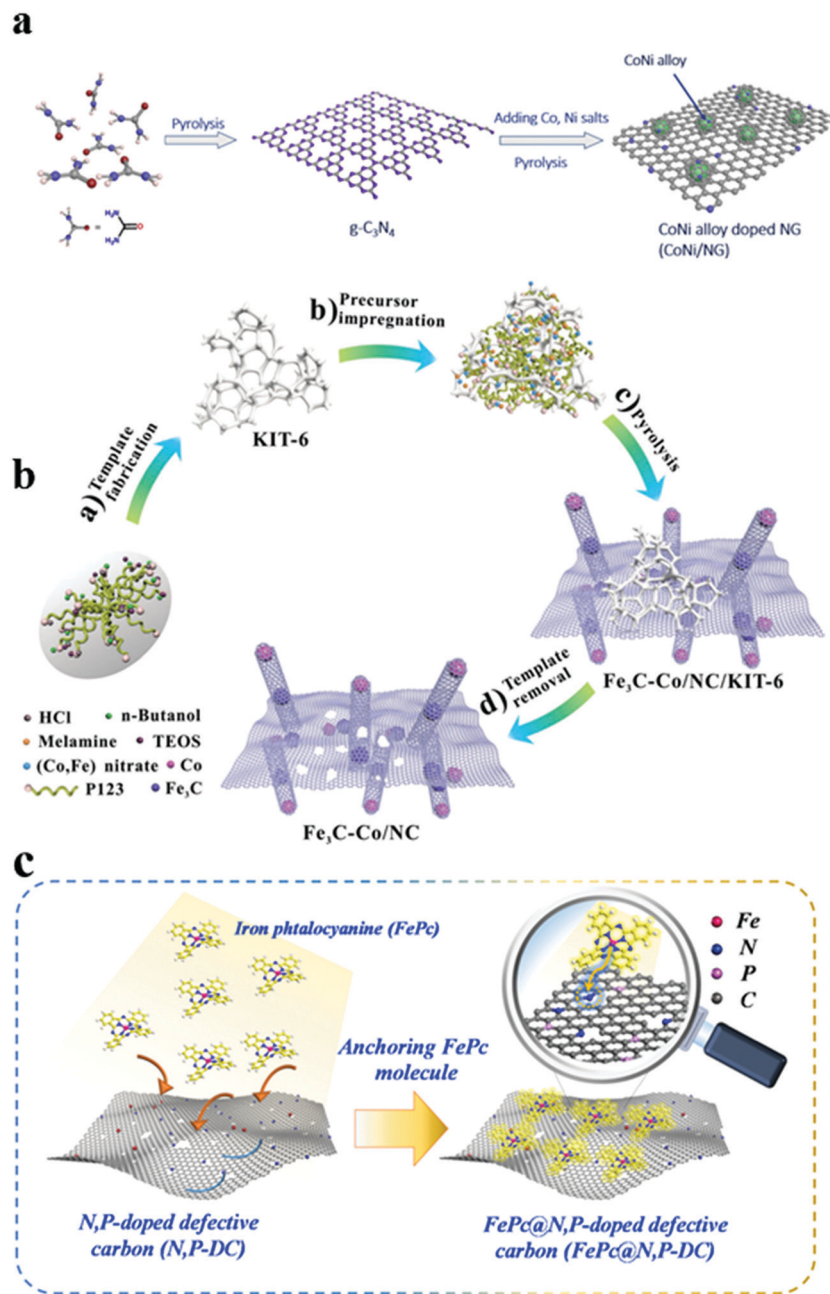 a
CoNi alloy
Pyrolysis
Adding Co, Ni salts
Pyrolysis
H₂N
H₂N
O
=
g-C₃N₄
CoNi alloy doped NG
(CoNi/NG)
b
a) Template
fabrication
KIT-6
b) Precursor
impregnation
c) Pyrolysis
Fe₃C-Co/NC/KIT-6
d) Template
removal
Fe₃C-Co/NC
HCl
n-Butanol
Melamine
TEOS
(Co,Fe) nitrate
Co
P123
Fe₃C
c
Iron phtalocyanine (FePc)
Anchoring FePc
molecule
Fe
N
P
C
N,P-doped defective
carbon (N,P-DC)
FePc@N,P-doped defective
carbon (FePc@N,P-DC)